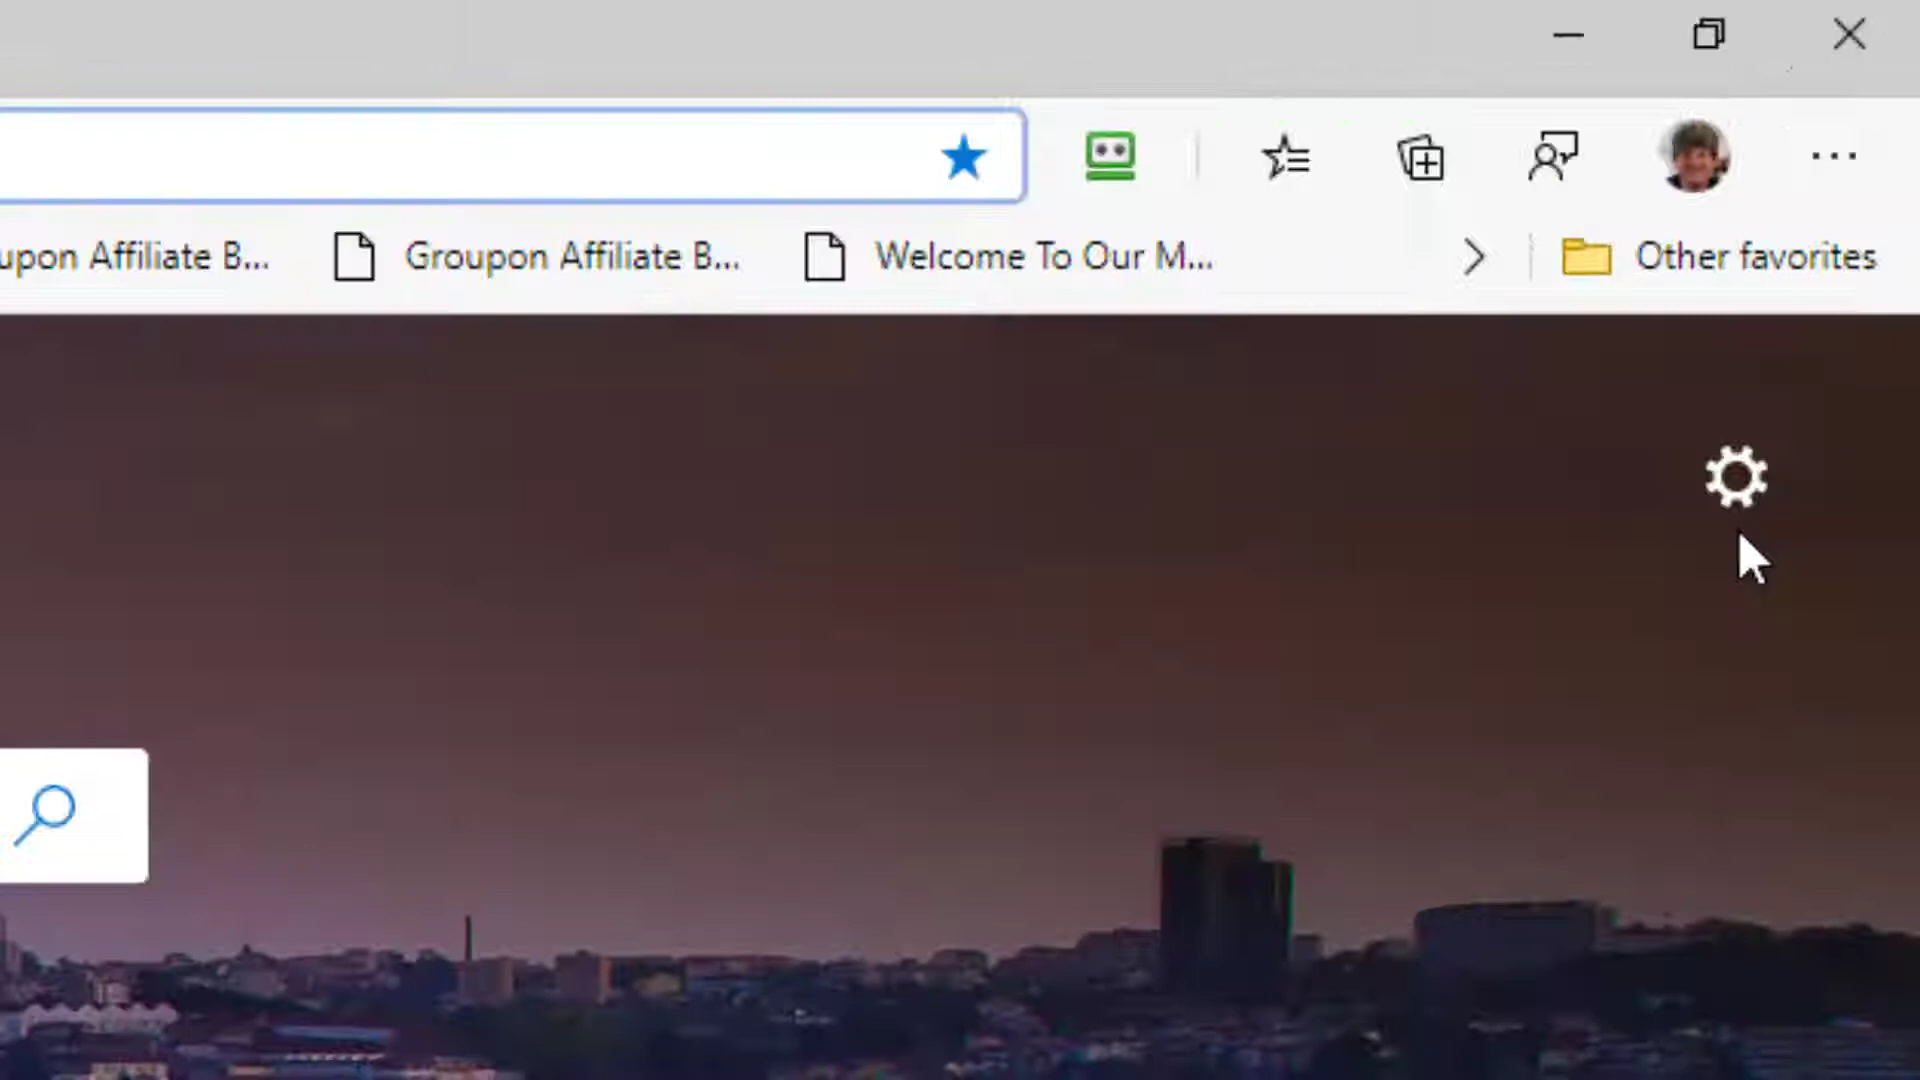 upon Affiliate B...
Groupon Affiliate B...
Welcome To Our M...
Other favorites